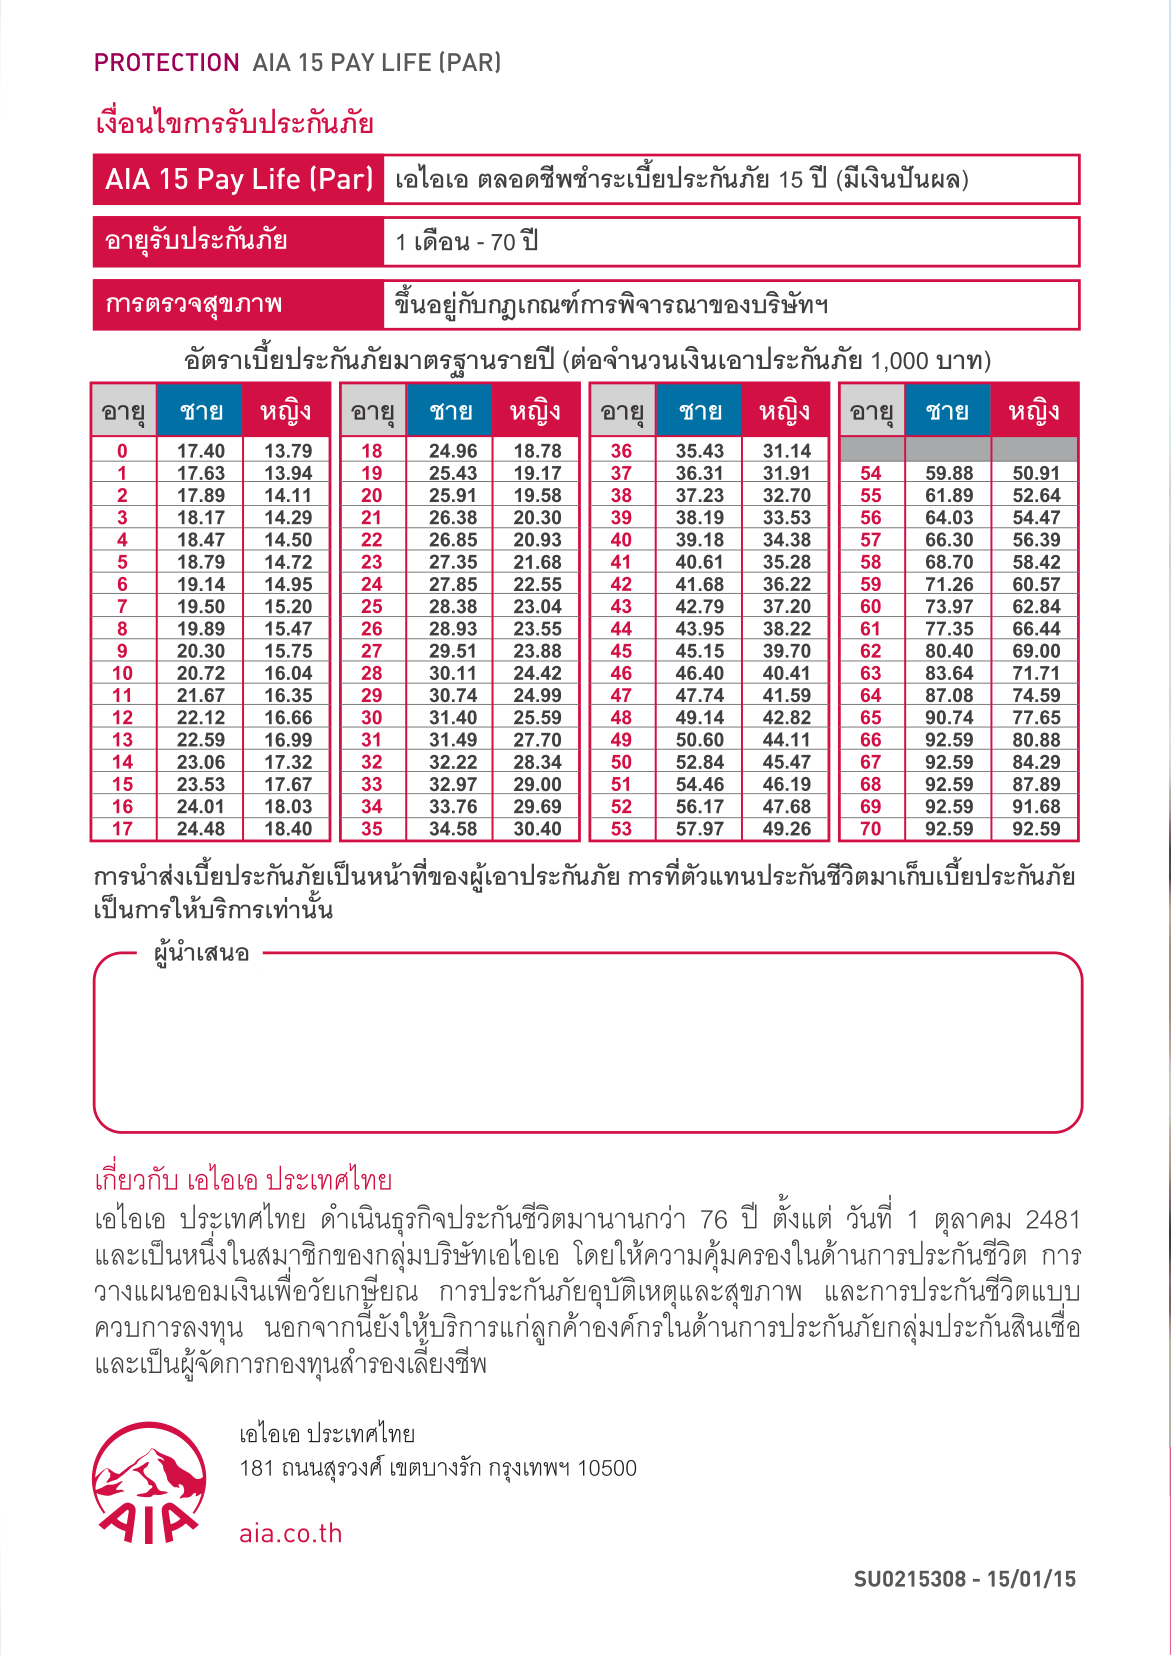 PROTECTION AIA 15 PAY LIFE (PAR)
เงื่อนไขการรับประกันภัย
AIA 15 Pay Life (Par) เอไอเอ ตลอดชีพชำระเบี้ยประกันภัย 15 ปี (มีเงินปันผล)
อายุรับประกันภัย 1 เดือน - 70 ปี
การตรวจสุขภาพ ขึ้นอยู่กับกฎเกณฑ์การพิจารณาของบริษัทฯ
อัตราเบี้ยประกันภัยมาตรฐานรายปี (ต่อจำนวนเงินเอาประกันภัย 1,000 บาท)
อายุ ชาย หญิง อายุ ชาย หญิง อายุ ชาย หญิง อายุ ชาย หญิง
0 17.40 13.79 18 24.96 18.78 36 35.43 31.14
1 17.63 13.94 19 25.43 19.17 37 36.31 31.91 54 59.88 50.91
2 17.89 14.11 20 25.91 19.58 38 37.23 32.70 55 61.89 52.64
3 18.17 14.29 21 26.38 20.30 39 38.19 33.53 56 64.03 54.47
4 18.47 14.50 22 26.85 20.93 40 39.18 34.38 57 66.30 56.39
5 18.79 14.72 23 27.35 21.68 41 40.61 35.28 58 68.70 58.42
6 19.14 14.95 24 27.85 22.55 42 41.68 36.22 59 71.26 60.57
7 19.50 15.20 25 28.38 23.04 43 42.79 37.20 60 73.97 62.84
8 19.89 15.47 26 28.93 23.55 44 43.95 38.22 61 77.35 66.44
9 20.30 15.75 27 29.51 23.88 45 45.15 39.70 62 80.40 69.00
10 20.72 16.04 28 30.11 24.42 46 46.40 40.41 63 83.64 71.71
11 21.67 16.35 29 30.74 24.99 47 47.74 41.59 64 87.08 74.59
12 22.12 16.66 30 31.40 25.59 48 49.14 42.82 65 90.74 77.65
13 22.59 16.99 31 31.49 27.70 49 50.60 44.11 66 92.59 80.88
14 23.06 17.32 32 32.22 28.34 50 52.84 45.47 67 92.59 84.29
15 23.53 17.67 33 32.97 29.00 51 54.46 46.19 68 92.59 87.89
16 24.01 18.03 34 33.76 29.69 52 56.17 47.68 69 92.59 91.68
17 24.48 18.40 35 34.58 30.40 53 57.97 49.26 70 92.59 92.59
การนำส่งเบี้ยประกันภัยเป็นหน้าที่ของผู้เอาประกันภัย การที่ตัวแทนประกันชีวิตมาเก็บเบี้ยประกันภัย
เป็นการให้บริการเท่านั้น
ผู้นำเสนอ
เกี่ยวกับ เอไอเอ ประเทศไทย
เอไอเอ ประเทศไทย ดำเนินธุรกิจประกันชีวิตมานานกว่า 76 ปี ตั้งแต่ วันที่ 1 ตุลาคม 2481
และเป็นหนึ่งในสมาชิกของกลุ่มบริษัทเอไอเอ โดยให้ความคุ้มครองในด้านการประกันชีวิต การ
วางแผนออมเงินเพื่อวัยเกษียณ การประกันภัยอุบัติเหตุและสุขภาพ และการประกันชีวิตแบบ
ควบการลงทุน นอกจากนี้ยังให้บริการแก่ลูกค้าองค์กรในด้านการประกันภัยกลุ่มประกันสินเชื่อ
และเป็นผู้จัดการกองทุนสำรองเลี้ยงชีพ
AIA
เอไอเอ ประเทศไทย
181 ถนนสุรวงศ์ เขตบางรัก กรุงเทพฯ 10500
aia.co.th
SU0215308 - 15/01/15